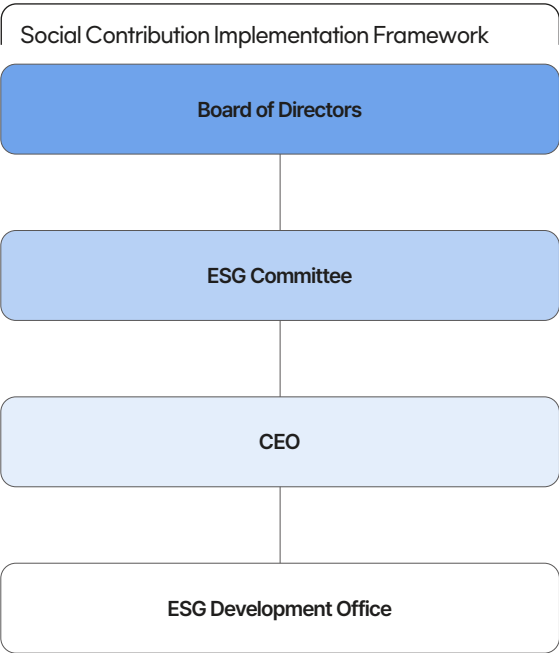 Social Contribution Implementation Framework
Board of Directors
ESG Committee
CEO
ESG Development Office